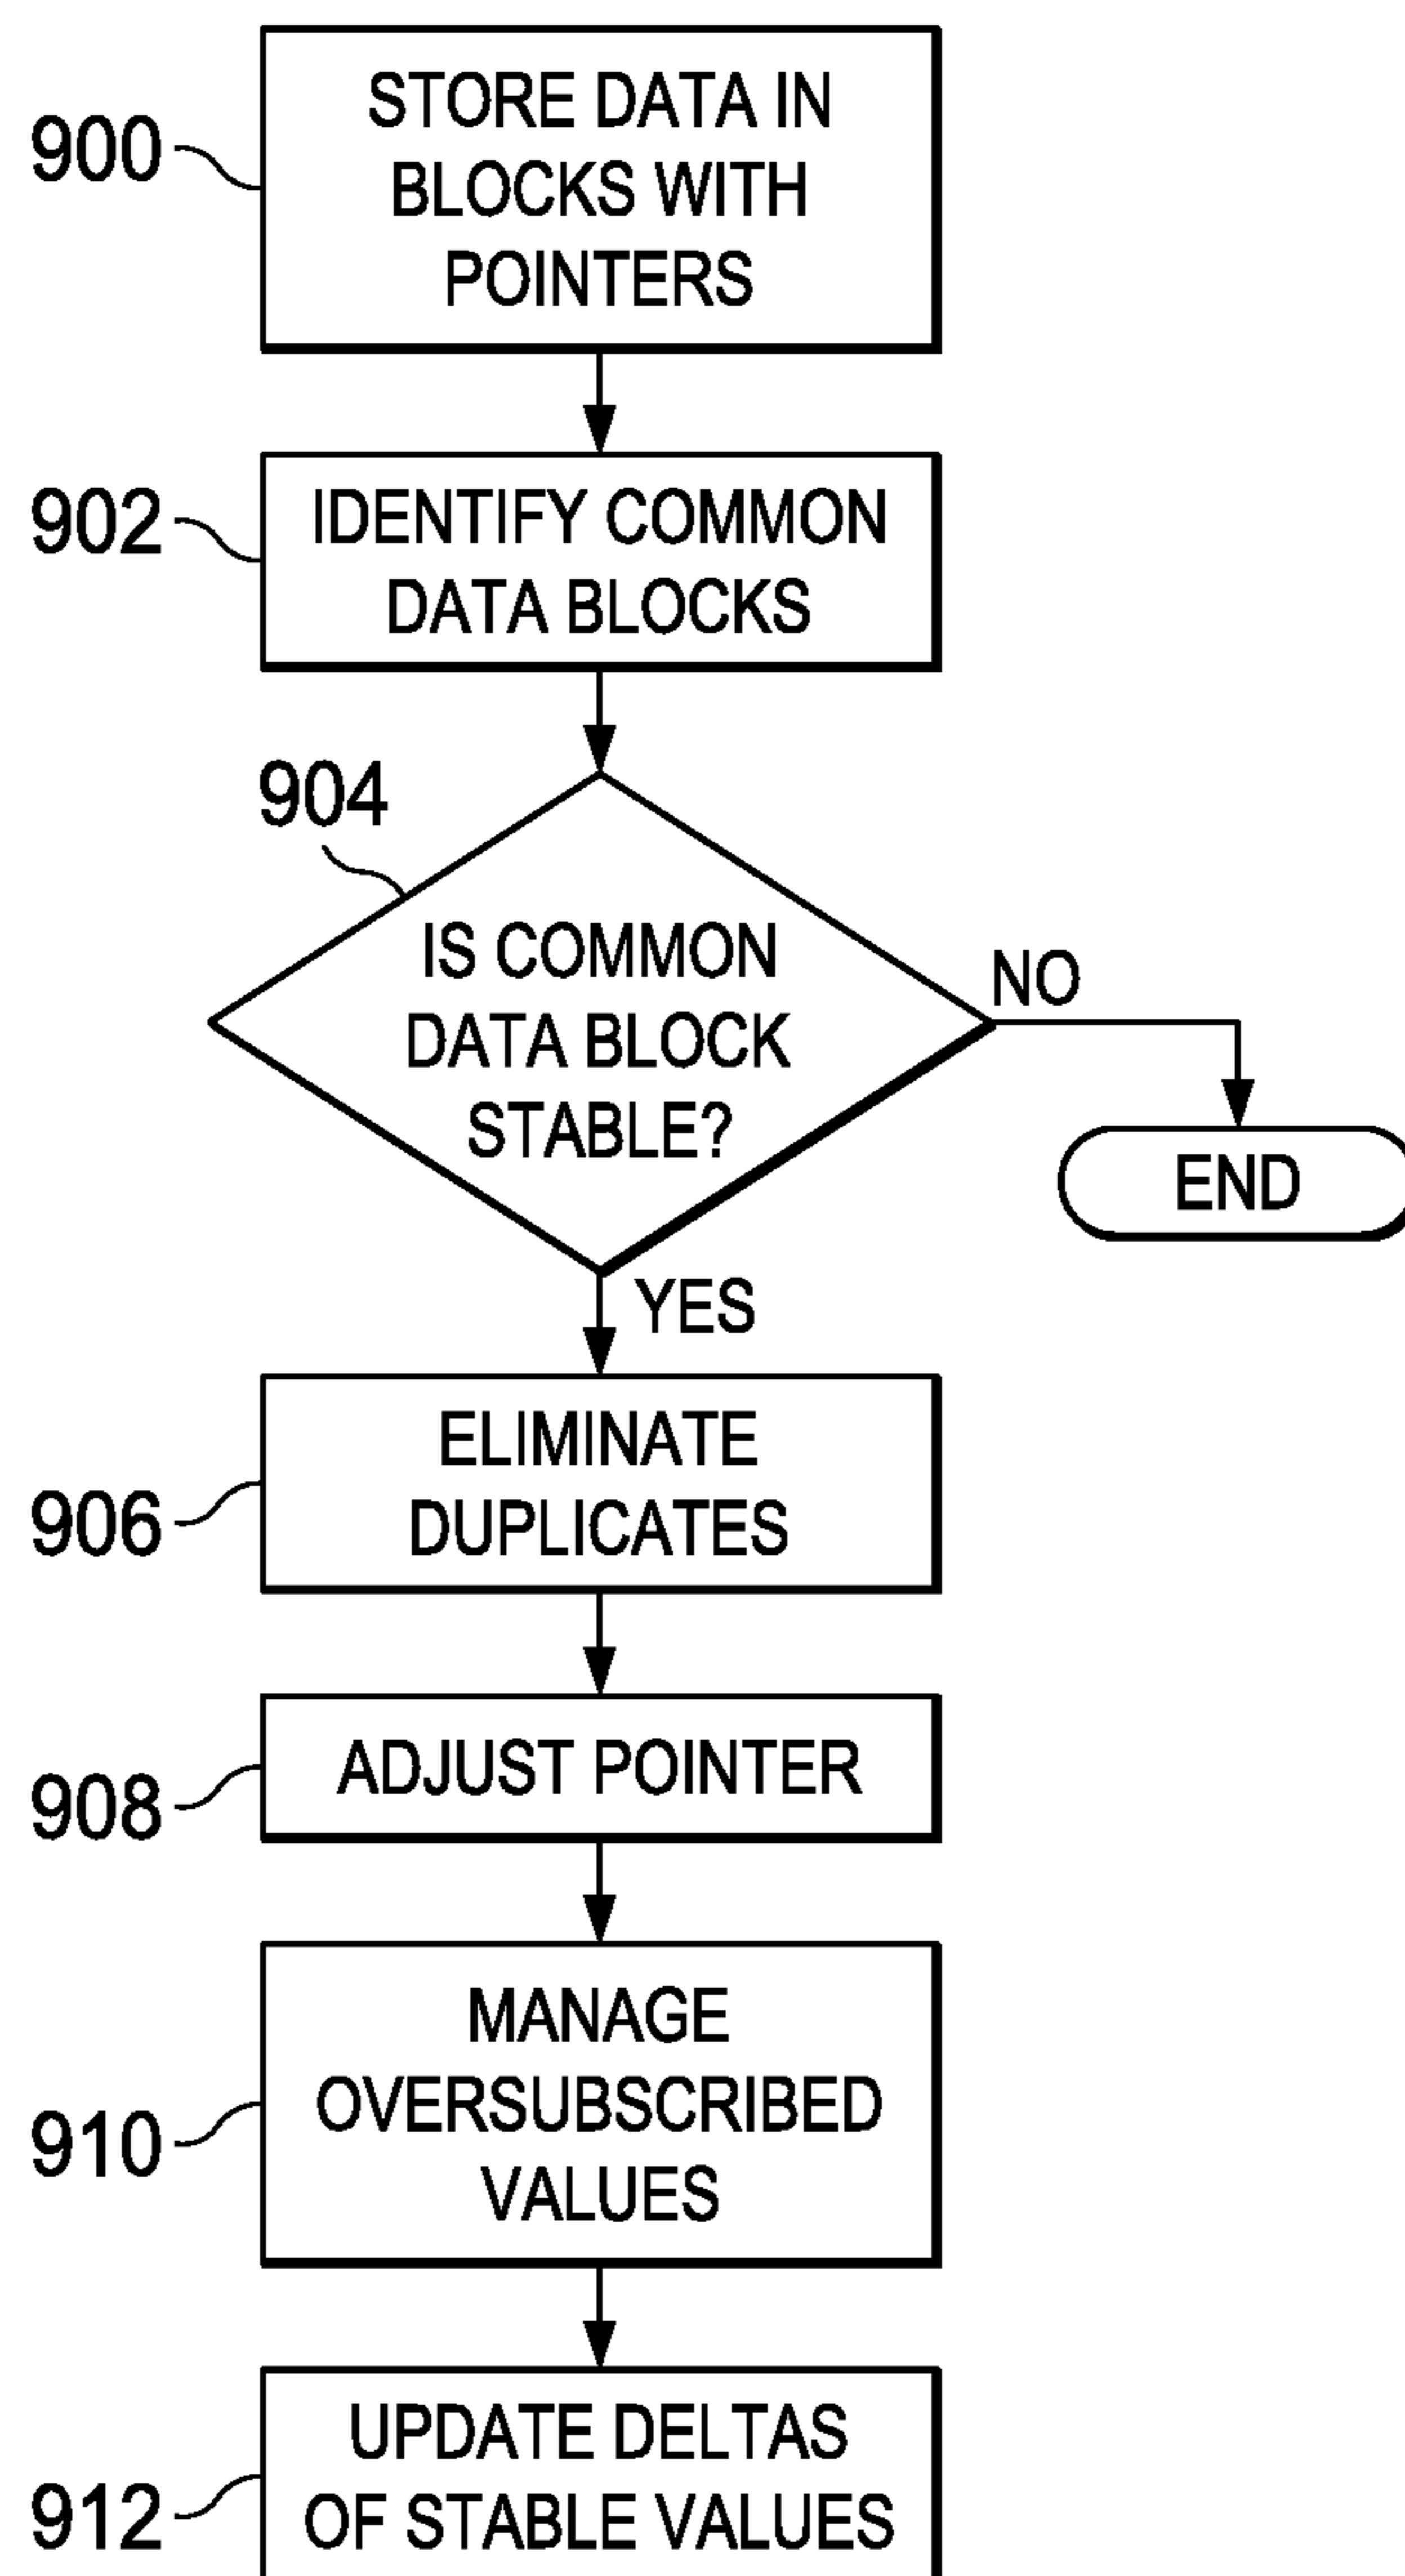 900
STORE DATA IN
BLOCKS WITH
POINTERS
902
IDENTIFY COMMON
DATA BLOCKS
904
IS COMMON
DATA BLOCK
STABLE?
NO
END
YES
906
ELIMINATE
DUPLICATES
908
ADJUST POINTER
910
MANAGE
OVERSUBSCRIBED
VALUES
912
UPDATE DELTAS
OF STABLE VALUES